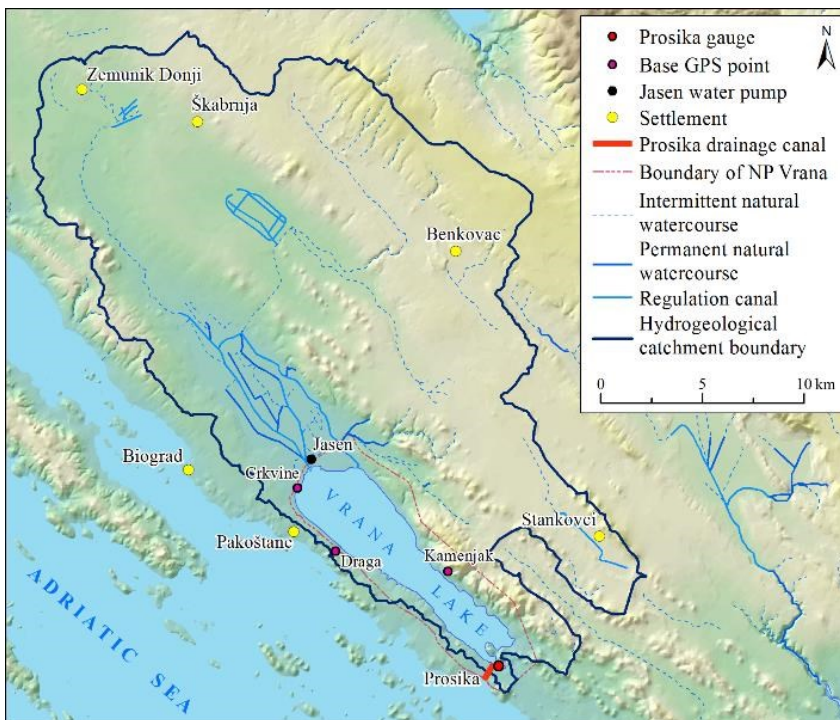 Zemunik Donji
Škabrnja
Benkovac
Jasen
Biograd
Crkvine
VRANA
LAKE
Stankovci
Pakoštane
Draga
Kamenjak
ADRIATIC SEA
Prosika
N
Prosika gauge
Base GPS point
Jasen water pump
Settlement
Prosika drainage canal
Boundary of NP Vrana
Intermittent natural
watercourse
Permanent natural
watercourse
Regulation canal
Hydrogeological
catchment boundary
0 5 10 km